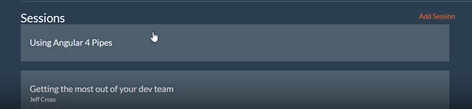 Sessions
Add Session
Using Angular 4 Pipes
Getting the most out of your dev team
Jeff Cross